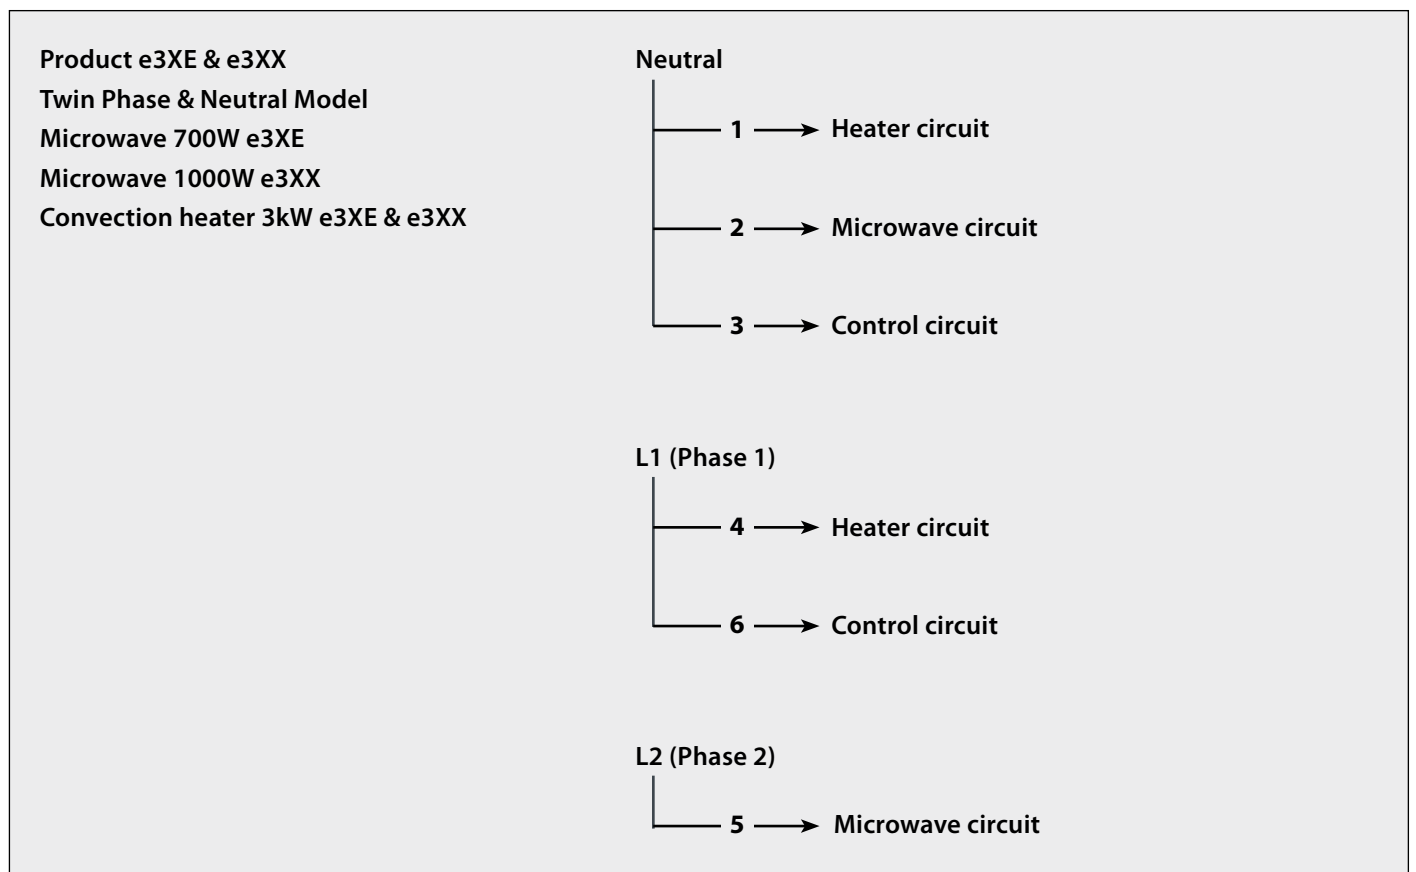 Product e3XE & e3XX
Twin Phase & Neutral Model
Microwave 700W e3XE
Microwave 1000W e3XX
Convection heater 3kW e3XE & e3XX
Neutral
1 Heater circuit
2 Microwave circuit
3 Control circuit
L1 (Phase 1)
4 Heater circuit
6 Control circuit
L2 (Phase 2)
5 Microwave circuit